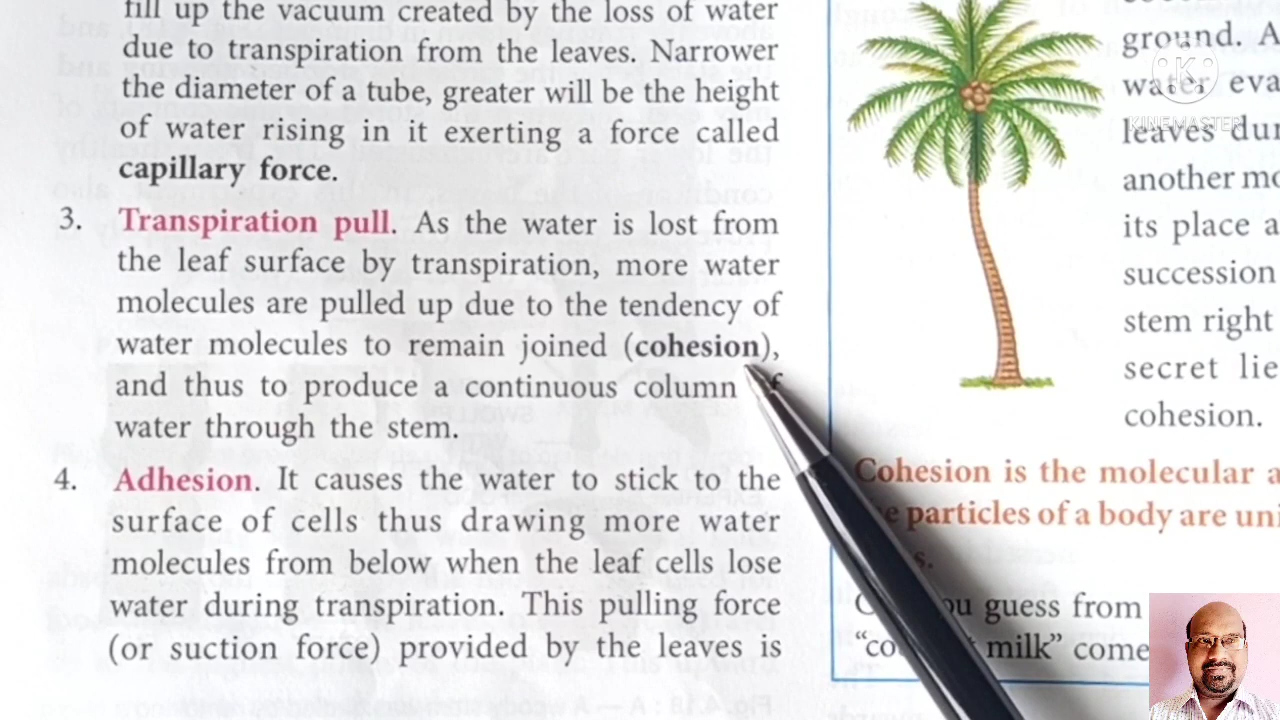 fill up the vacuum created by the loss of water
due to transpiration from the leaves. Narrower
the diameter of a tube, greater will be the height
of water rising in it exerting a force called
capillary force.
3. Transpiration pull. As the water is lost from
the leaf surface by transpiration, more water
molecules are pulled up due to the tendency of
water molecules to remain joined (cohesion),
and thus to produce a continuous column of
water through the stem.
4. Adhesion. It causes the water to stick to the
surface of cells thus drawing more water
molecules from below when the leaf cells lose
water during transpiration. This pulling force
(or suction force) provided by the leaves is
ground. A
water eva
leaves dur
another mo
its place a
succession
stem right
secret lie
cohesion.
Cohesion is the molecular a
particles of a body are uni
guess from
milk" come
KINEMASTER